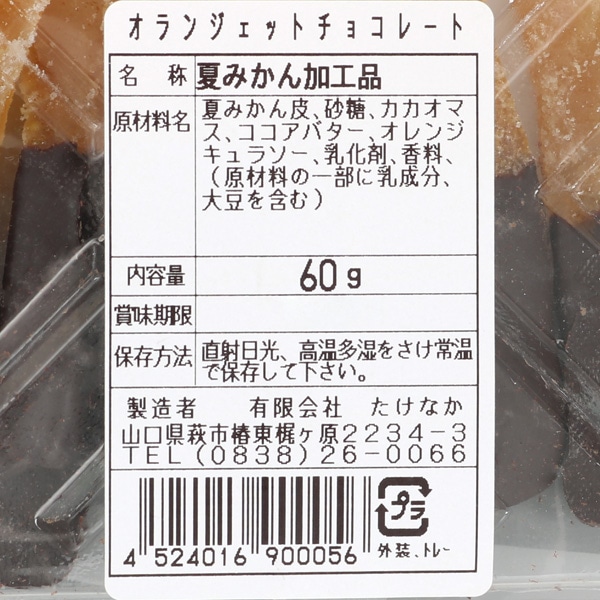 オランジェットチョコレート
名称 夏みかん加工品
原材料名 夏みかん皮、砂糖、カカオマ
ス、ココアバター、オレンジ
キュラソー、乳化剤、香料、
(原材料の一部に乳成分、
大豆を含む)
内容量 60g
賞味期限
保存方法 直射日光、高温多湿をさけ常温
で保存して下さい。
製造者 有限会社 たけなか
山口県萩市椿東梶ヶ原2234-3
TEL(0838)26-0066
4 524016 900056
プラ
外装、トレー